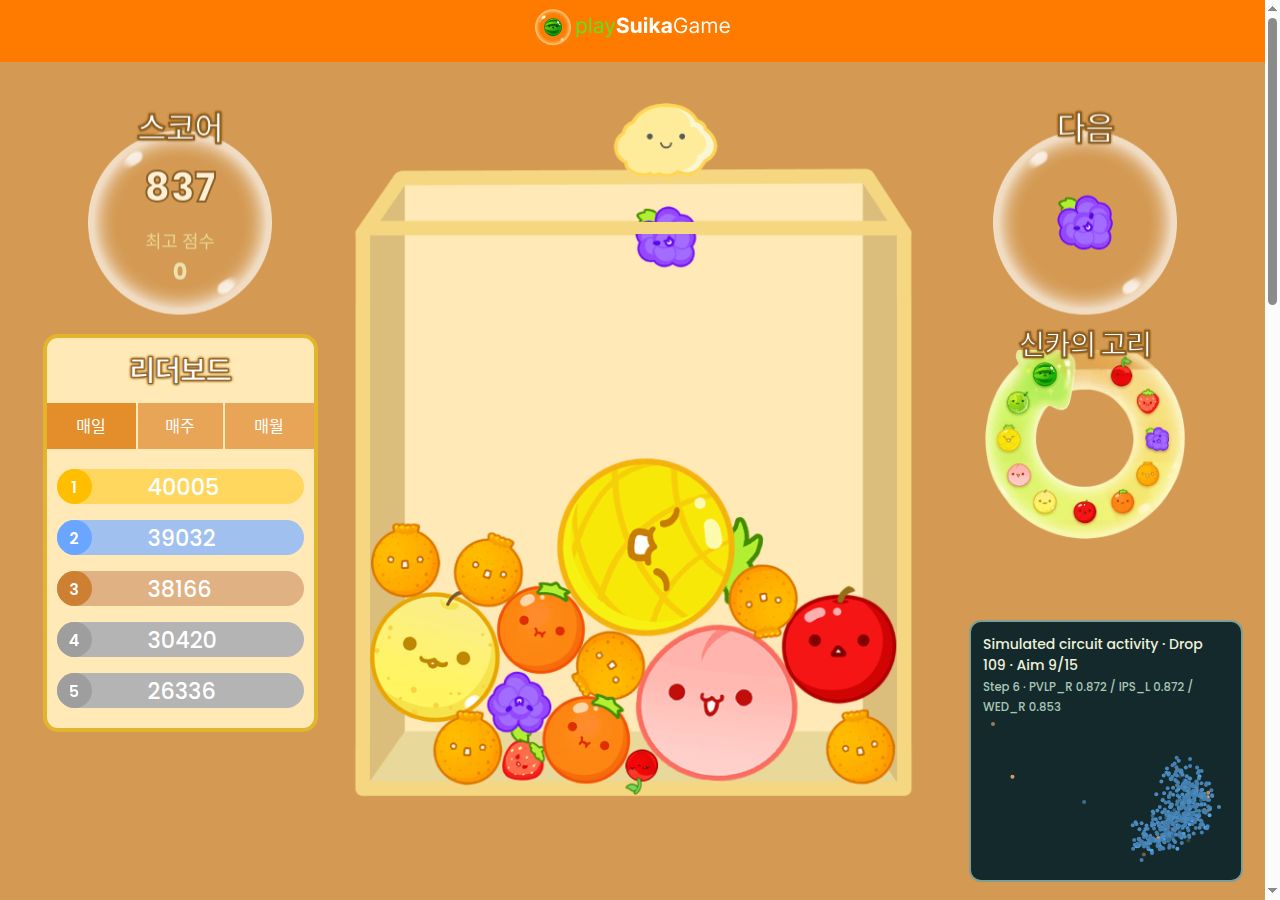 playSuikaGame
스코어
837
최고 점수
0
다음
리더보드
매일 매주 매월
1 40005
2 39032
3 38166
4 30420
5 26336
신카의 고리
Simulated circuit activity · Drop
109 · Aim 9/15
Step 6 · PVLP_R 0.872 / IPS_L 0.872 /
WED_R 0.853